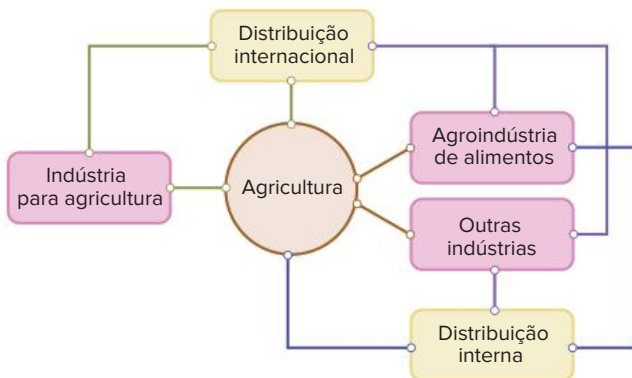 Distribuição
internacional
Indústria
para agricultura
Agricultura
Agroindústria
de alimentos
Outras
indústrias
Distribuição
interna